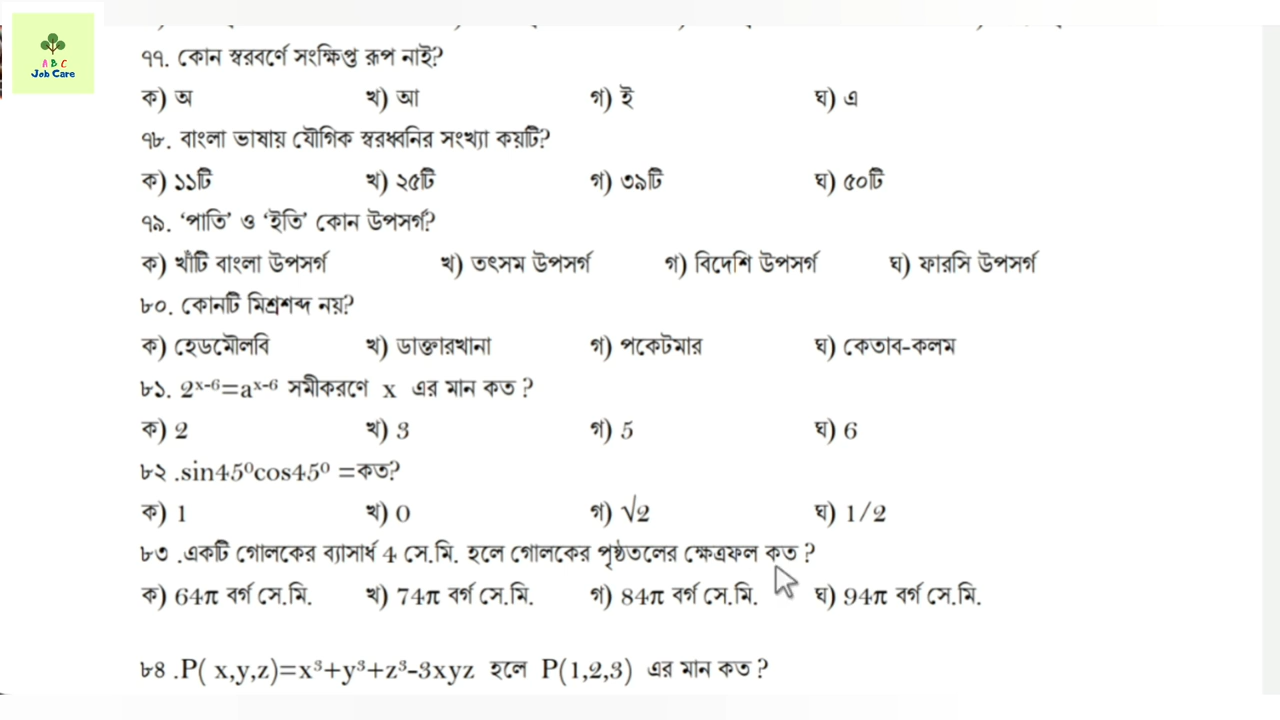 A B C
Job Care
৭৭. কোন স্বরবর্ণে সংক্ষিপ্ত রূপ নাই?
ক) অ খ) আ গ) ই ঘ) এ
৭৮. বাংলা ভাষায় যৌগিক স্বরধ্বনির সংখ্যা কয়টি?
ক) ১১টি খ) ২৫টি গ) ৩৯টি ঘ) ৫০টি
৭৯. ‘পাতি’ ও ‘ইতি’ কোন উপসর্গ?
ক) খাঁটি বাংলা উপসর্গ খ) তৎসম উপসর্গ গ) বিদেশি উপসর্গ ঘ) ফারসি উপসর্গ
৮০. কোনটি মিশ্রশব্দ নয়?
ক) হেডমৌলবি খ) ডাক্তারখানা গ) পকেটমার ঘ) কেতাব-কলম
৮১. 2ˣ⁻⁶=aˣ⁻⁶ সমীকরণে x এর মান কত ?
ক) 2 খ) 3 গ) 5 ঘ) 6
৮২ .sin45⁰cos45⁰ =কত?
ক) 1 খ) 0 গ) √2 ঘ) 1/2
৮৩ .একটি গোলকের ব্যাসার্ধ 4 সে.মি. হলে গোলকের পৃষ্ঠতলের ক্ষেত্রফল কত ?
ক) 64π বর্গ সে.মি. খ) 74π বর্গ সে.মি. গ) 84π বর্গ সে.মি. ঘ) 94π বর্গ সে.মি.
৮৪ .P( x,y,z)=x³+y³+z³-3xyz হলে P(1,2,3) এর মান কত ?